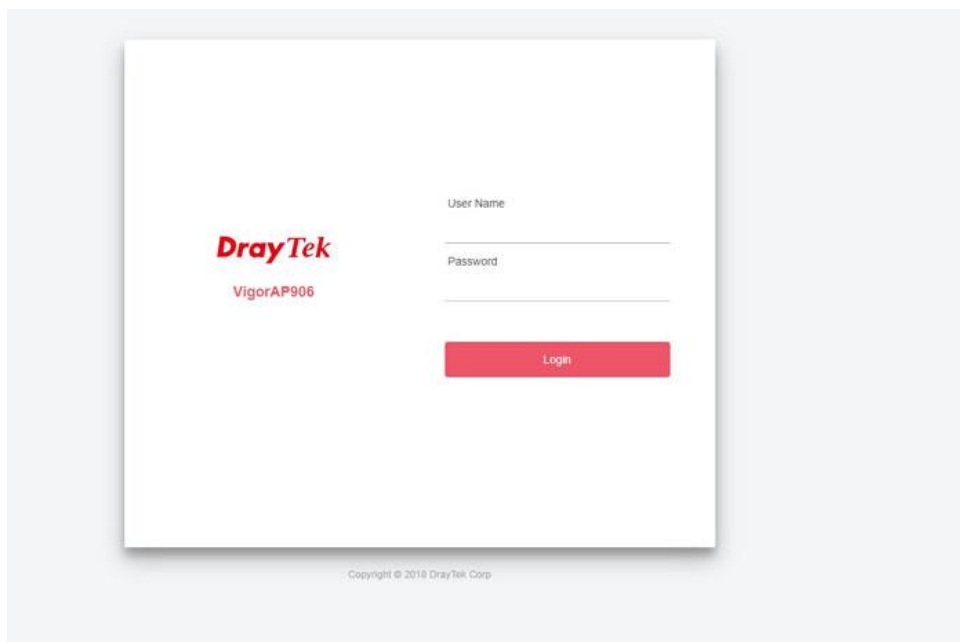 User Name
DrayTek
Password
VigorAP906
Login
Copyright © 2018 DrayTek Corp